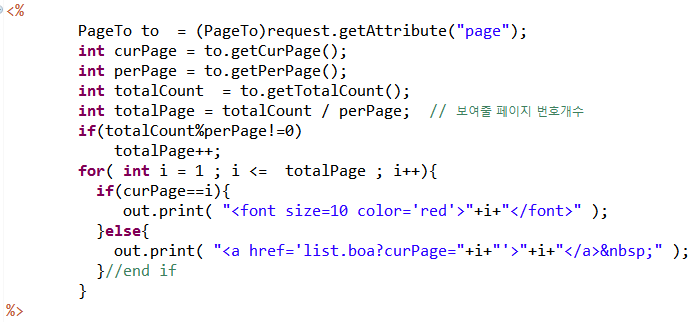 <%
PageTo to  = (PageTo)request.getAttribute("page");
int curPage = to.getCurPage();
int perPage = to.getPerPage();
int totalCount  = to.getTotalCount();
int totalPage = totalCount / perPage;  // 보여줄 페이지 번호개수
if(totalCount%perPage!=0)
    totalPage++;
for( int i = 1 ; i <=  totalPage ; i++){
  if(curPage==i){
     out.print( "<font size=10 color='red'>"+i+"</font>" );
  }else{
    out.print( "<a href='list.boa?curPage="+i+"'>"+i+"</a>&nbsp;" );
  }//end if
}
%>